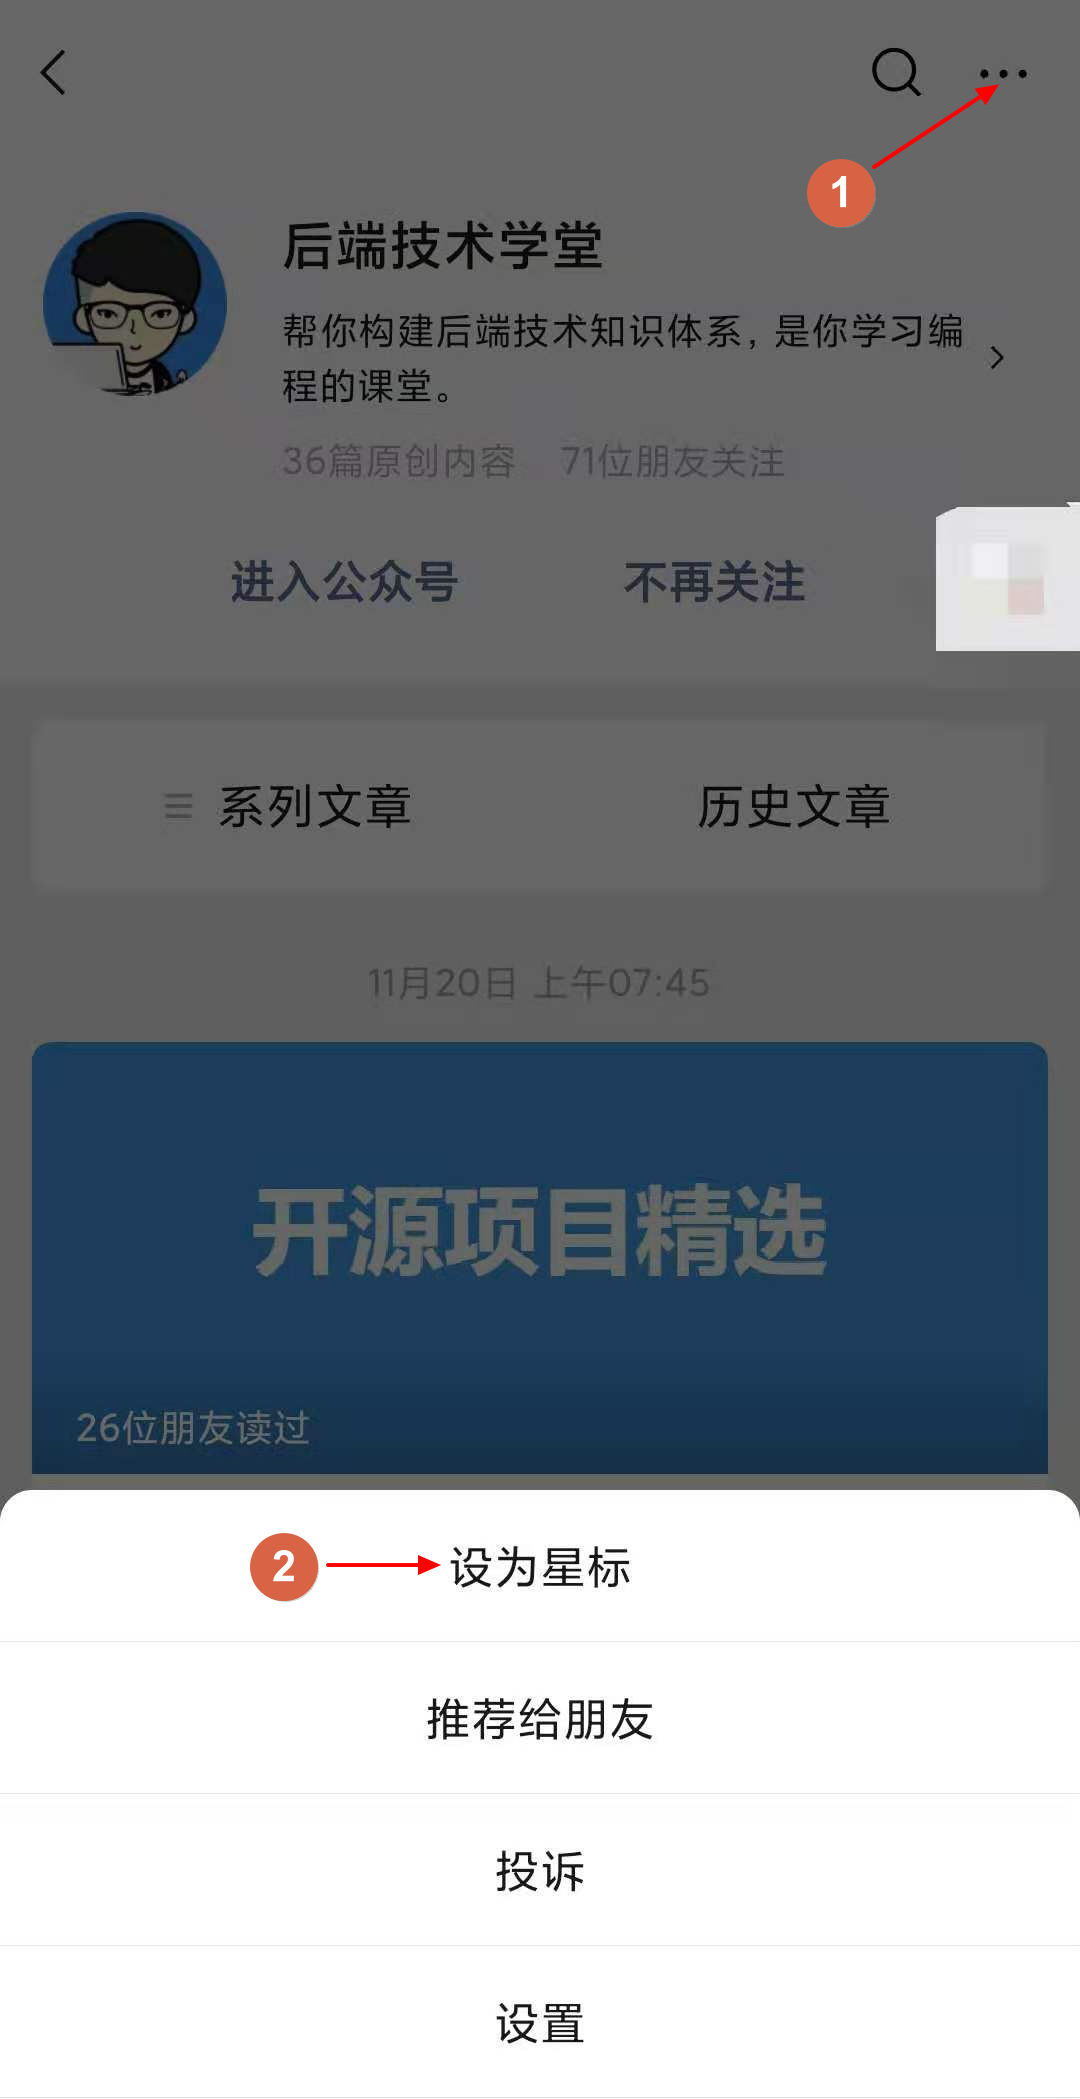 1
后端技术学堂
帮你构建后端技术知识体系，是你学习编
程的课堂。
36篇原创内容 71位朋友关注
进入公众号 不再关注
系列文章 历史文章
11月20日 上午07:45
开源项目精选
26位朋友读过
2 设为星标
推荐给朋友
投诉
设置